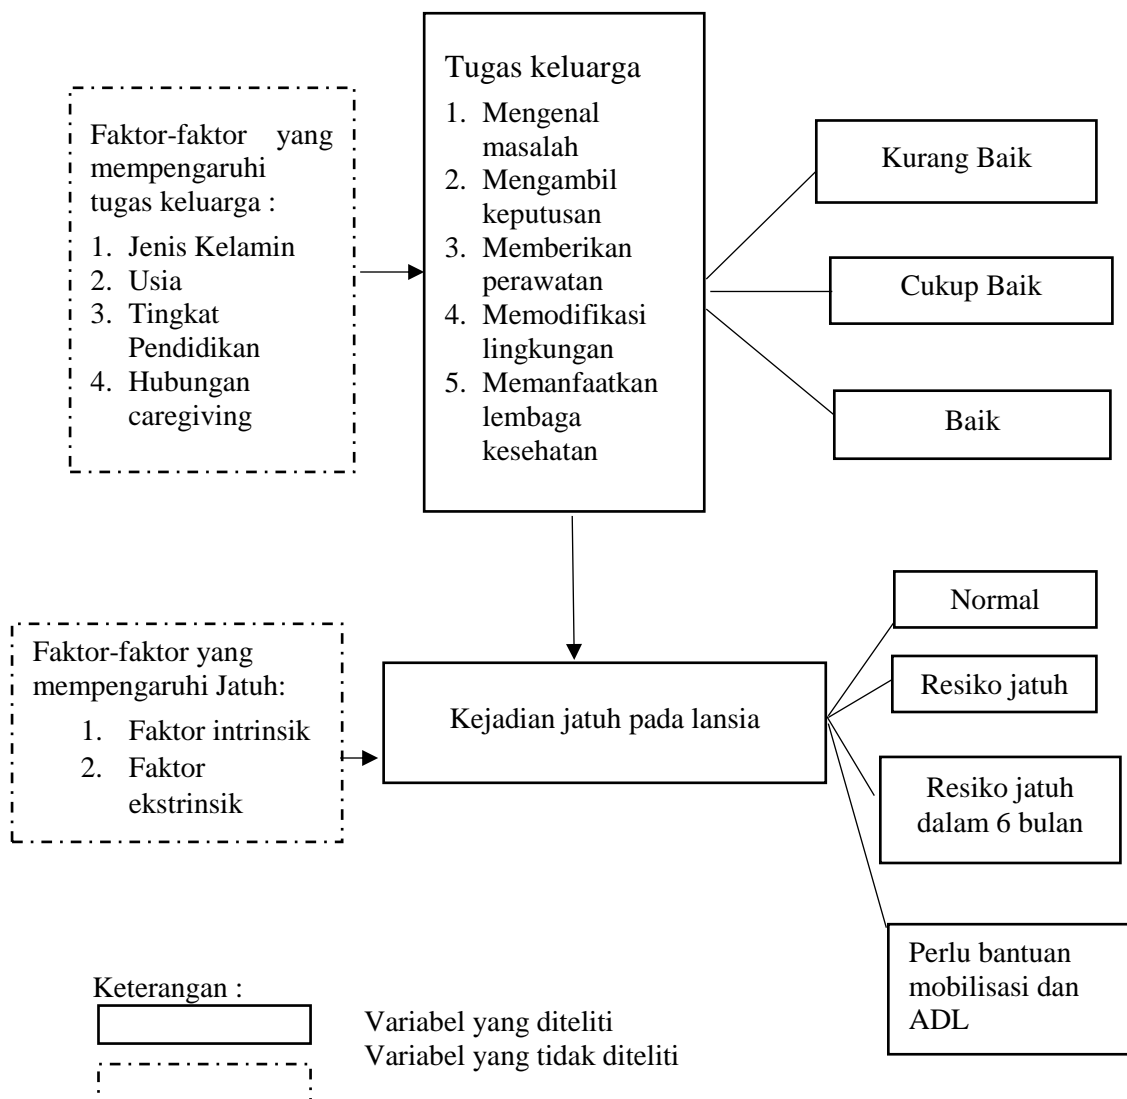 Faktor-faktor yang
mempengaruhi
tugas keluarga :
1. Jenis Kelamin
2. Usia
3. Tingkat
Pendidikan
4. Hubungan
caregiving
Tugas keluarga
1. Mengenal
masalah
2. Mengambil
keputusan
3. Memberikan
perawatan
4. Memodifikasi
lingkungan
5. Memanfaatkan
lembaga
kesehatan
Kurang Baik
Cukup Baik
Baik
Faktor-faktor yang
mempengaruhi Jatuh:
1. Faktor intrinsik
2. Faktor
ekstrinsik
Kejadian jatuh pada lansia
Normal
Resiko jatuh
Resiko jatuh
dalam 6 bulan
Perlu bantuan
mobilisasi dan
ADL
Keterangan :
Variabel yang diteliti
Variabel yang tidak diteliti